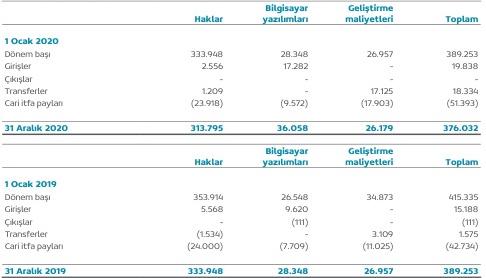 Haklar Bilgisayar yazılımları Geliştirme maliyetleri Toplam
1 Ocak 2020
Dönem başı 333.948 28.348 26.957 389.253
Girişler 2.556 17.282 - 19.838
Çıkışlar - - - -
Transferler 1.209 - 17.125 18.334
Cari itfa payları (23.918) (9.572) (17.903) (51.393)
31 Aralık 2020 313.795 36.058 26.179 376.032
Haklar Bilgisayar yazılımları Geliştirme maliyetleri Toplam
1 Ocak 2019
Dönem başı 353.914 26.548 34.873 415.335
Girişler 5.568 9.620 - 15.188
Çıkışlar - (111) - (111)
Transferler (1.534) - 3.109 1.575
Cari itfa payları (24.000) (7.709) (11.025) (42.734)
31 Aralık 2019 333.948 28.348 26.957 389.253